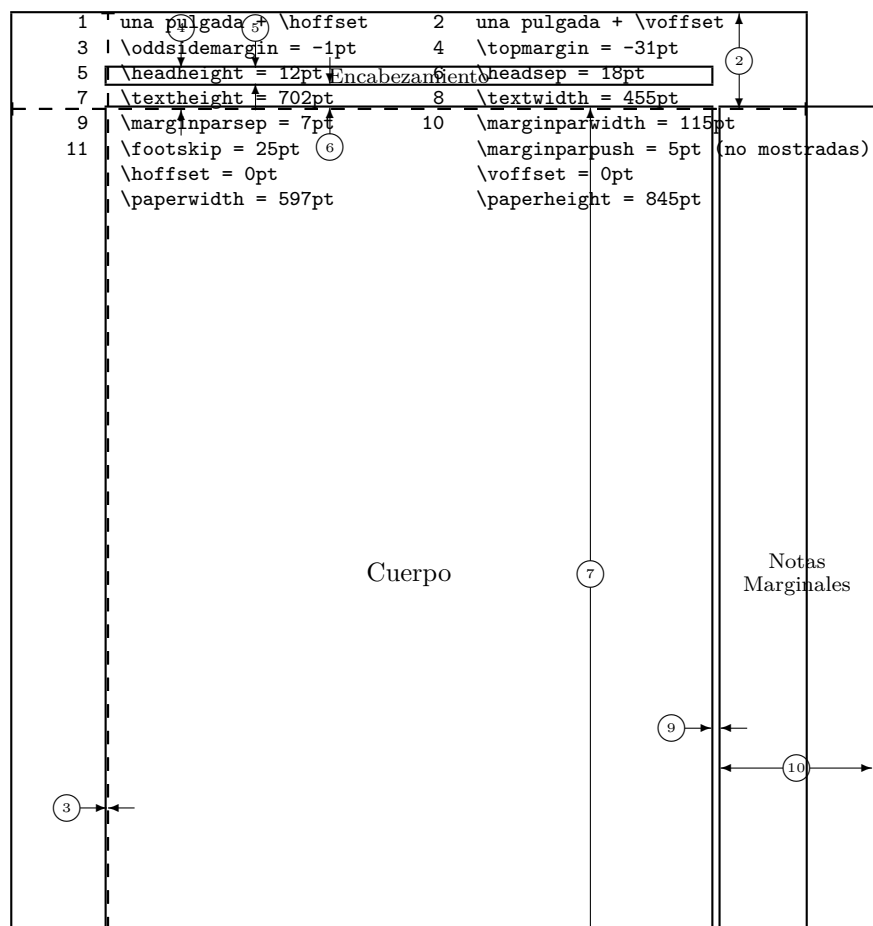 1 una pulgada + \hoffset 2 una pulgada + \voffset
3 \oddsidemargin = -1pt 4 \topmargin = -31pt
5 \headheight = 12pt 6 \headsep = 18pt
7 \textheight = 702pt 8 \textwidth = 455pt
9 \marginparsep = 7pt 10 \marginparwidth = 115pt
11 \footskip = 25pt \marginparpush = 5pt (no mostradas)
\hoffset = 0pt \voffset = 0pt
\paperwidth = 597pt \paperheight = 845pt
4
5
2
Encabezamiento
6
Cuerpo
7
Notas
Marginales
9
10
3